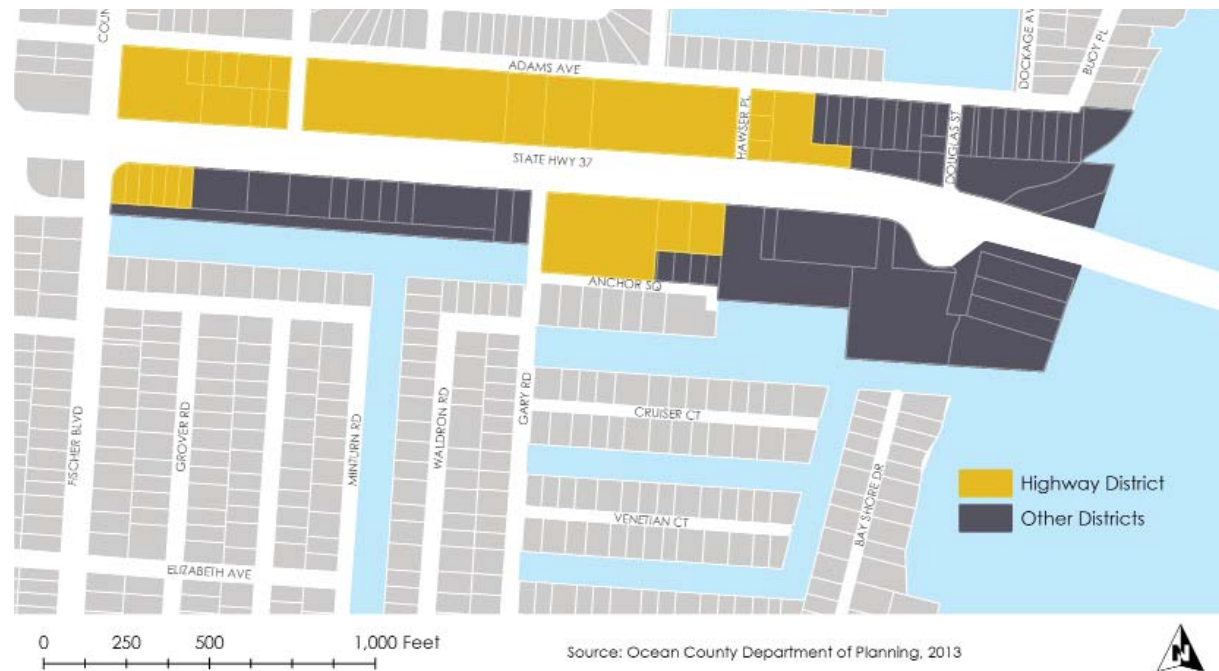 COUN
ADAMS AVE
DOCKAGE AV
BUOY PL
HAWSER PL
DOUGLAS ST
STATE HWY 37
ANCHOR SQ
FISCHER BLVD
GROVER RD
MINTURN RD
WALDRON RD
GARY RD
CRUISER CT
VENETIAN CT
BAY SHORE DR
ELIZABETH AVE
Highway District
Other Districts
0 250 500 1,000 Feet
Source: Ocean County Department of Planning, 2013
N